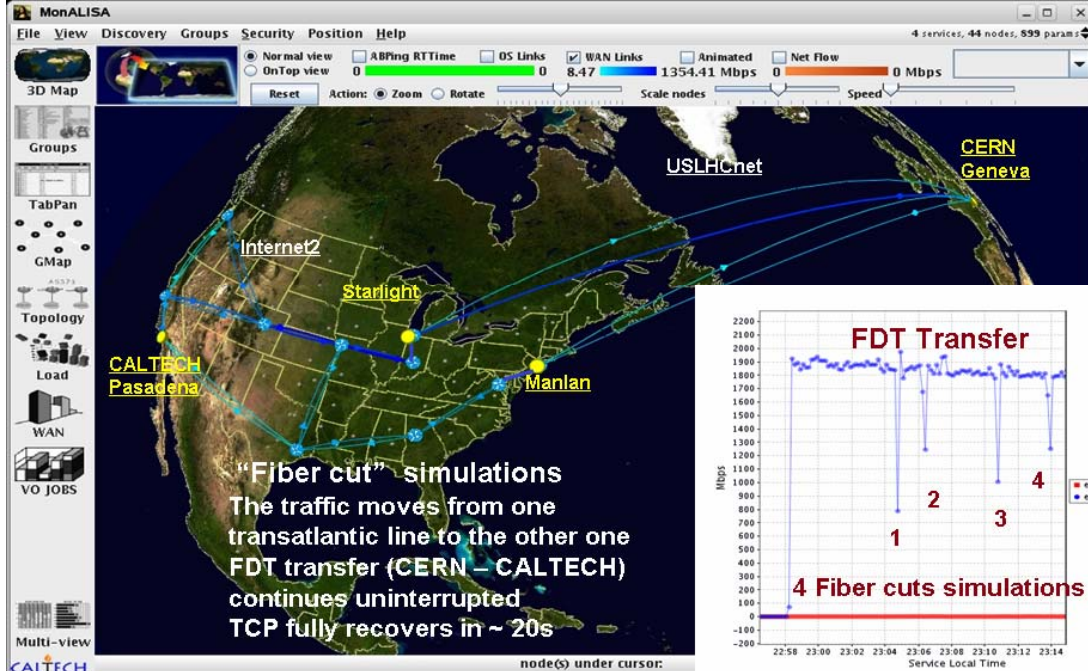 MonALISA
File View Discovery Groups Security Position Help
4 services, 44 nodes, 899 params
Normal view
OnTop view
ABPing RTTime
0 0
OS Links
WAN Links
8.47 1354.41 Mbps
Animated
Net Flow
0 0 Mbps
Reset
Action: Zoom Rotate
Scale nodes
Speed
3D Map
Groups
TabPan
GMap
Topology
Load
WAN
VO JOBS
Multi-view
CALTECH
USLHCnet
CERN
Geneva
Internet2
Starlight
CALTECH
Pasadena
Manlan
"Fiber cut" simulations
The traffic moves from one
transatlantic line to the other one
FDT transfer (CERN – CALTECH)
continues uninterrupted
TCP fully recovers in ~ 20s
node(s) under cursor:
FDT Transfer
2200
2100
2000
1900
1800
1700
1600
1500
1400
1300
1200
1100
1000
900
800
700
600
500
400
300
200
100
0
-100
-200
Mbps
1
2
3
4
4 Fiber cuts simulations
22:58 23:00 23:02 23:04 23:06 23:08 23:10 23:12 23:14
Service Local Time